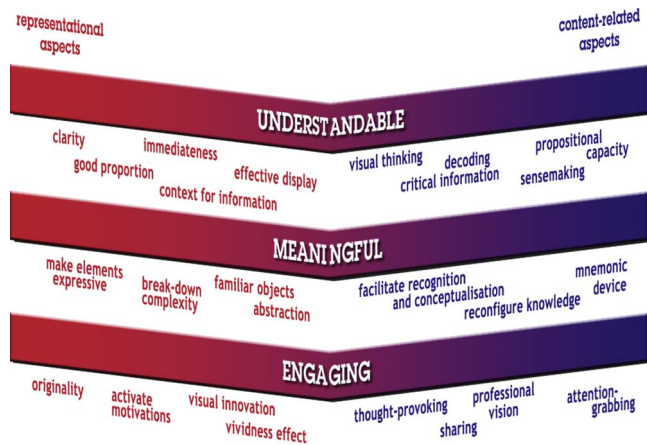 representational
aspects
content-related
aspects
UNDERSTANDABLE
clarity
immediateness
good proportion
effective display
context for information
visual thinking
decoding
propositional
capacity
critical information
sensemaking
MEANINGFUL
make elements
expressive
break-down
complexity
familiar objects
abstraction
facilitate recognition
and conceptualisation
mnemonic
device
reconfigure knowledge
ENGAGING
originality
activate
motivations
visual innovation
vividness effect
thought-provoking
professional
vision
attention-
grabbing
sharing